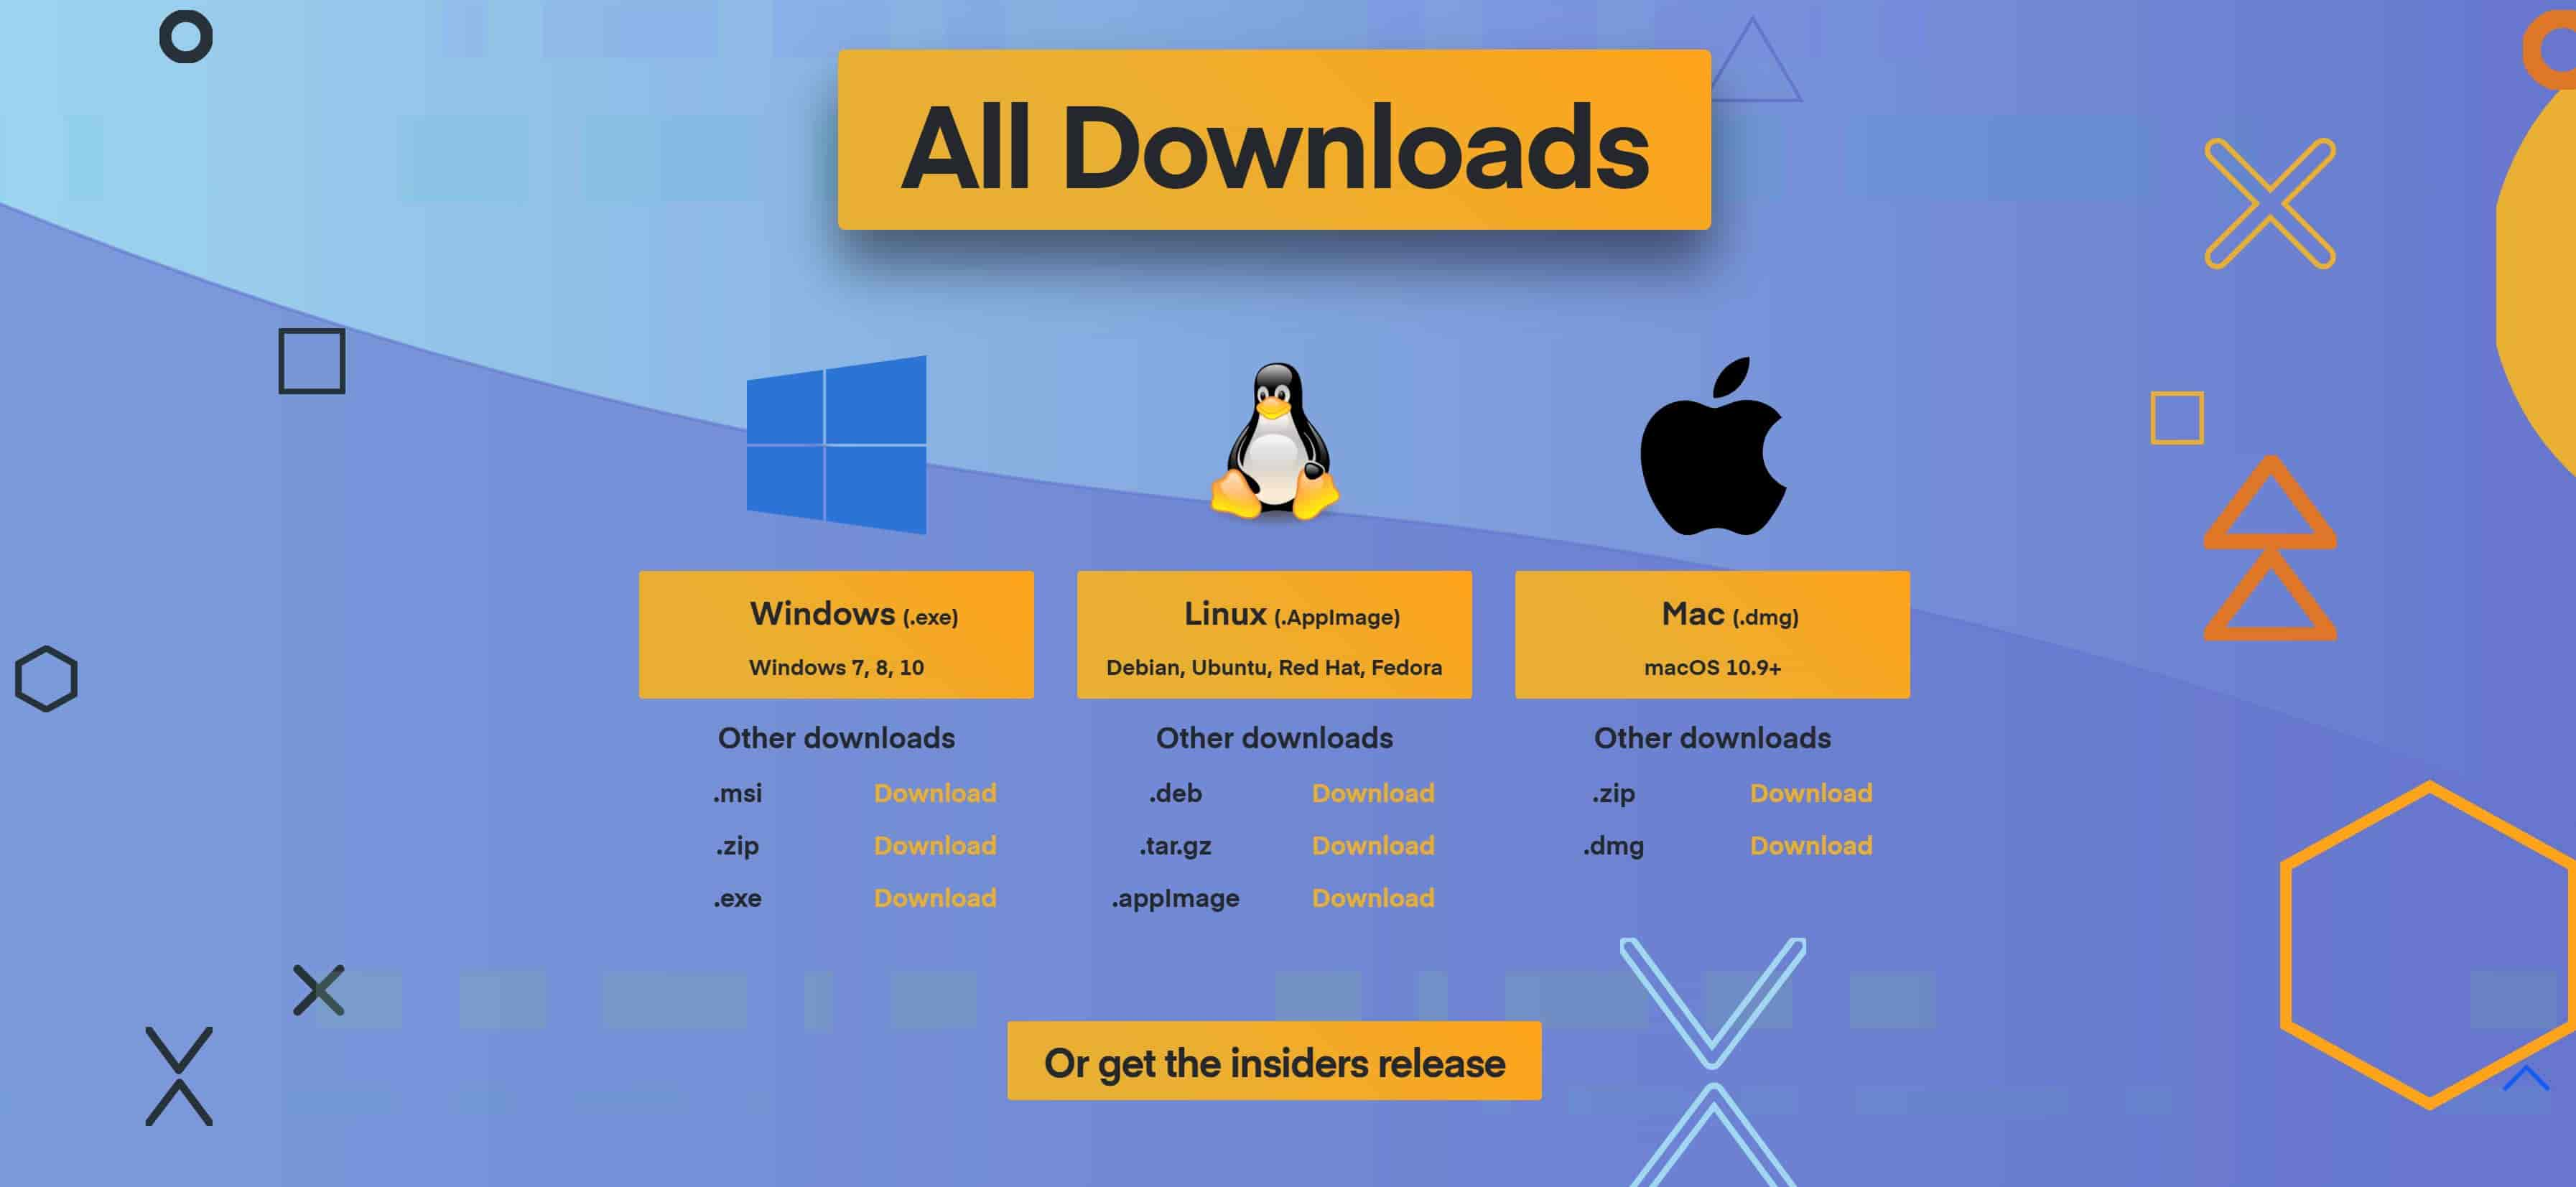 All Downloads
Windows (.exe)
Windows 7, 8, 10
Linux (.AppImage)
Debian, Ubuntu, Red Hat, Fedora
Mac (.dmg)
macOS 10.9+
Other downloads
.msi Download
.zip Download
.exe Download
Other downloads
.deb Download
.tar.gz Download
.appImage Download
Other downloads
.zip Download
.dmg Download
Or get the insiders release